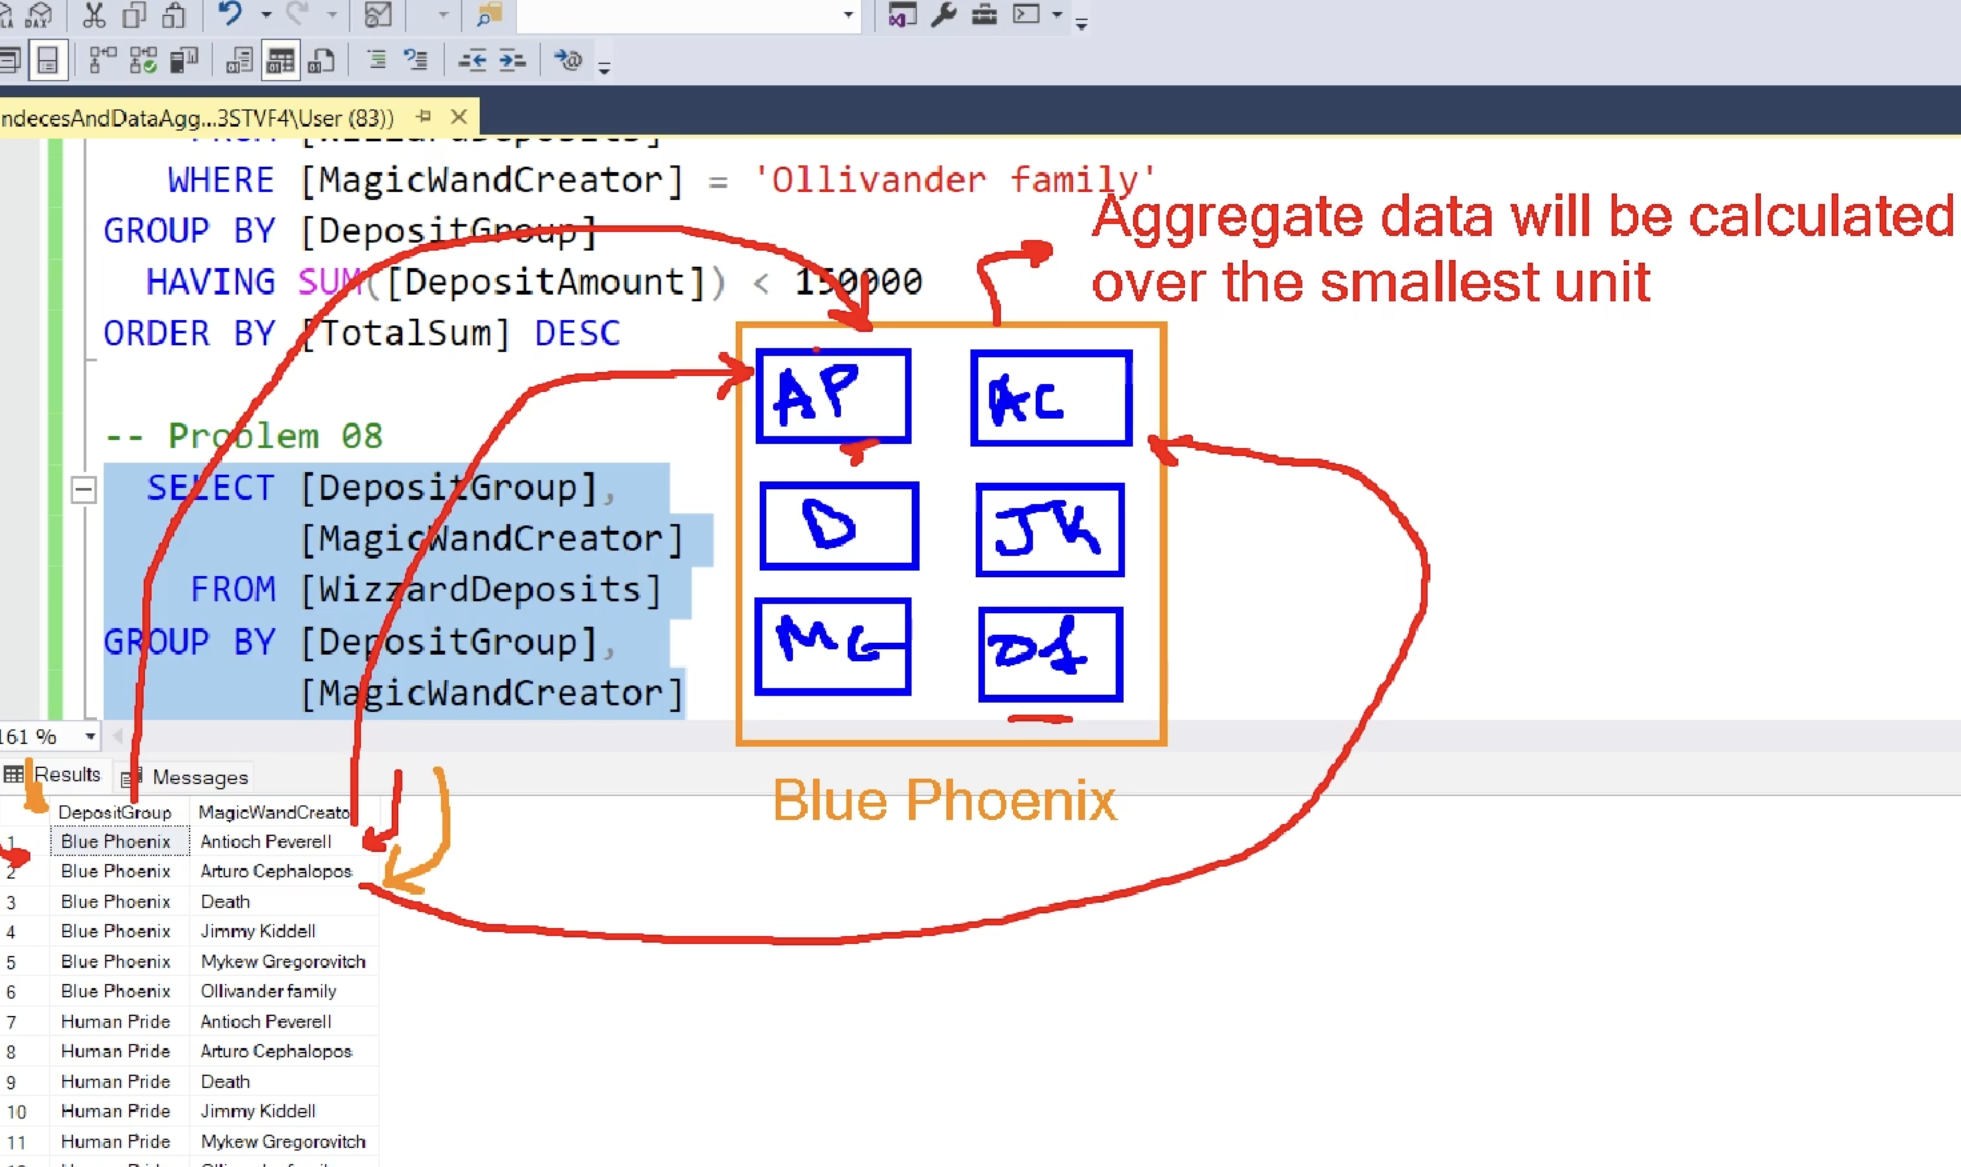 ndecesAndDataAgg...3STVF4\User (83))
FROM [WizzardDeposits]
WHERE [MagicWandCreator] = 'Ollivander family'
GROUP BY [DepositGroup]
HAVING SUM([DepositAmount]) < 150000
ORDER BY [TotalSum] DESC
Aggregate data will be calculated
over the smallest unit
-- Problem 08
SELECT [DepositGroup],
[MagicWandCreator]
FROM [WizzardDeposits]
GROUP BY [DepositGroup],
[MagicWandCreator]
AP AC
D JK
MG Of
Blue Phoenix
161 %
Results Messages
DepositGroup MagicWandCreato
1 Blue Phoenix Antioch Peverell
2 Blue Phoenix Arturo Cephalopos
3 Blue Phoenix Death
4 Blue Phoenix Jimmy Kiddell
5 Blue Phoenix Mykew Gregorovitch
6 Blue Phoenix Ollivander family
7 Human Pride Antioch Peverell
8 Human Pride Arturo Cephalopos
9 Human Pride Death
10 Human Pride Jimmy Kiddell
11 Human Pride Mykew Gregorovitch